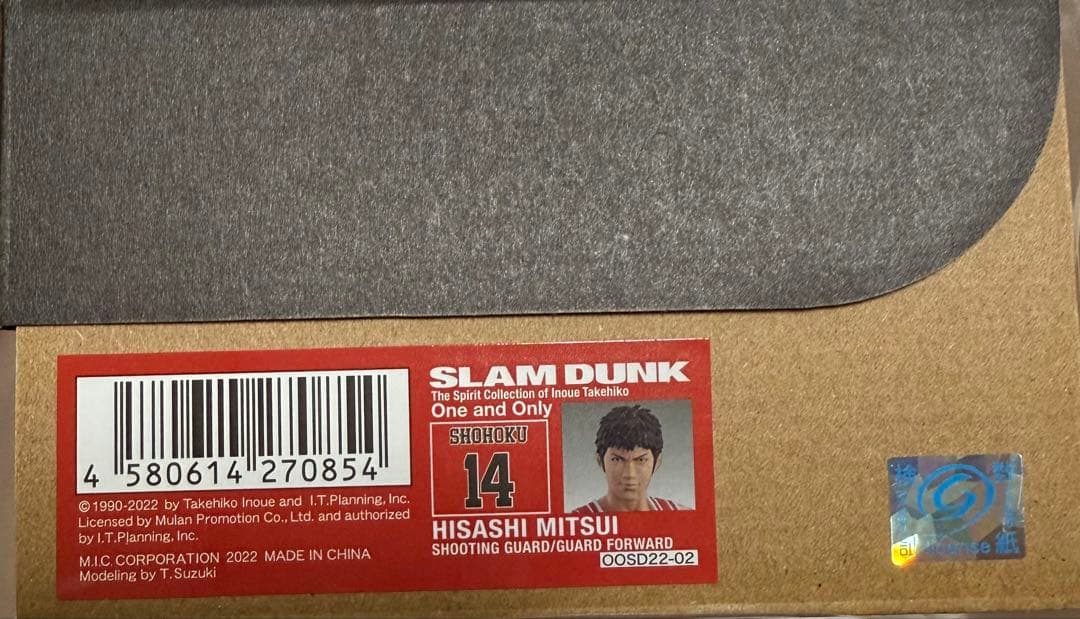 SLAM DUNK
The Spirit Collection of Inoue Takehiko
One and Only
SHOHOKU
14
HISASHI MITSUI
SHOOTING GUARD/GUARD FORWARD
OOSD22-02
4 580614 270854
©1990-2022 by Takehiko Inoue and I.T.Planning, Inc.
Licensed by Mulan Promotion Co., Ltd. and authorized
by I.T.Planning, Inc.
M.I.C. CORPORATION 2022 MADE IN CHINA
Modeling by T.Suzuki
license 紙